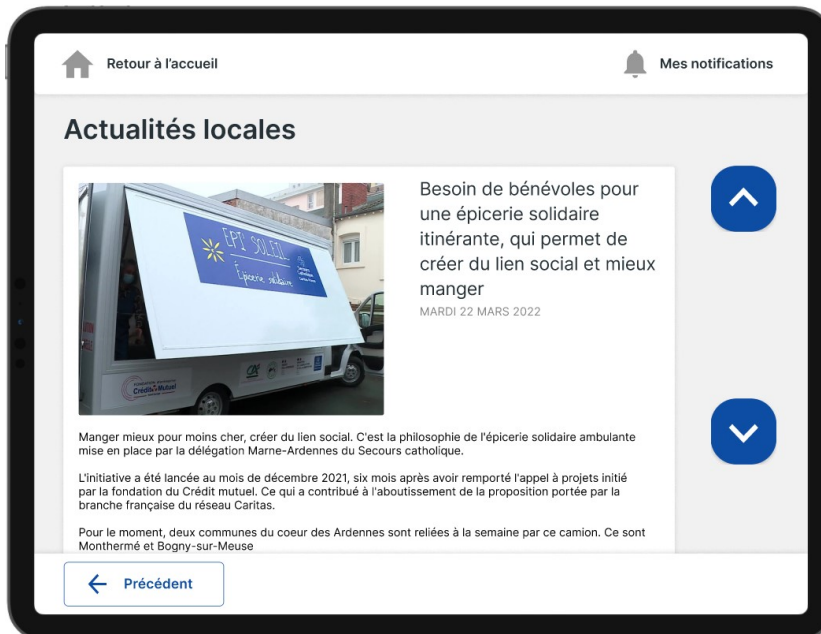 Retour à l'accueil
Mes notifications
Actualités locales
EPI' SOLEIL
Épicerie solidaire
Secours
Catholique
Crédit Mutuel
Besoin de bénévoles pour
une épicerie solidaire
itinérante, qui permet de
créer du lien social et mieux
manger
MARDI 22 MARS 2022
Manger mieux pour moins cher, créer du lien social. C'est la philosophie de l'épicerie solidaire ambulante
mise en place par la délégation Marne-Ardennes du Secours catholique.
L'initiative a été lancée au mois de décembre 2021, six mois après avoir remporté l'appel à projets initié
par la fondation du Crédit mutuel. Ce qui a contribué à l'aboutissement de la proposition portée par la
branche française du réseau Caritas.
Pour le moment, deux communes du coeur des Ardennes sont reliées à la semaine par ce camion. Ce sont
Monthermé et Bogny-sur-Meuse
Précédent